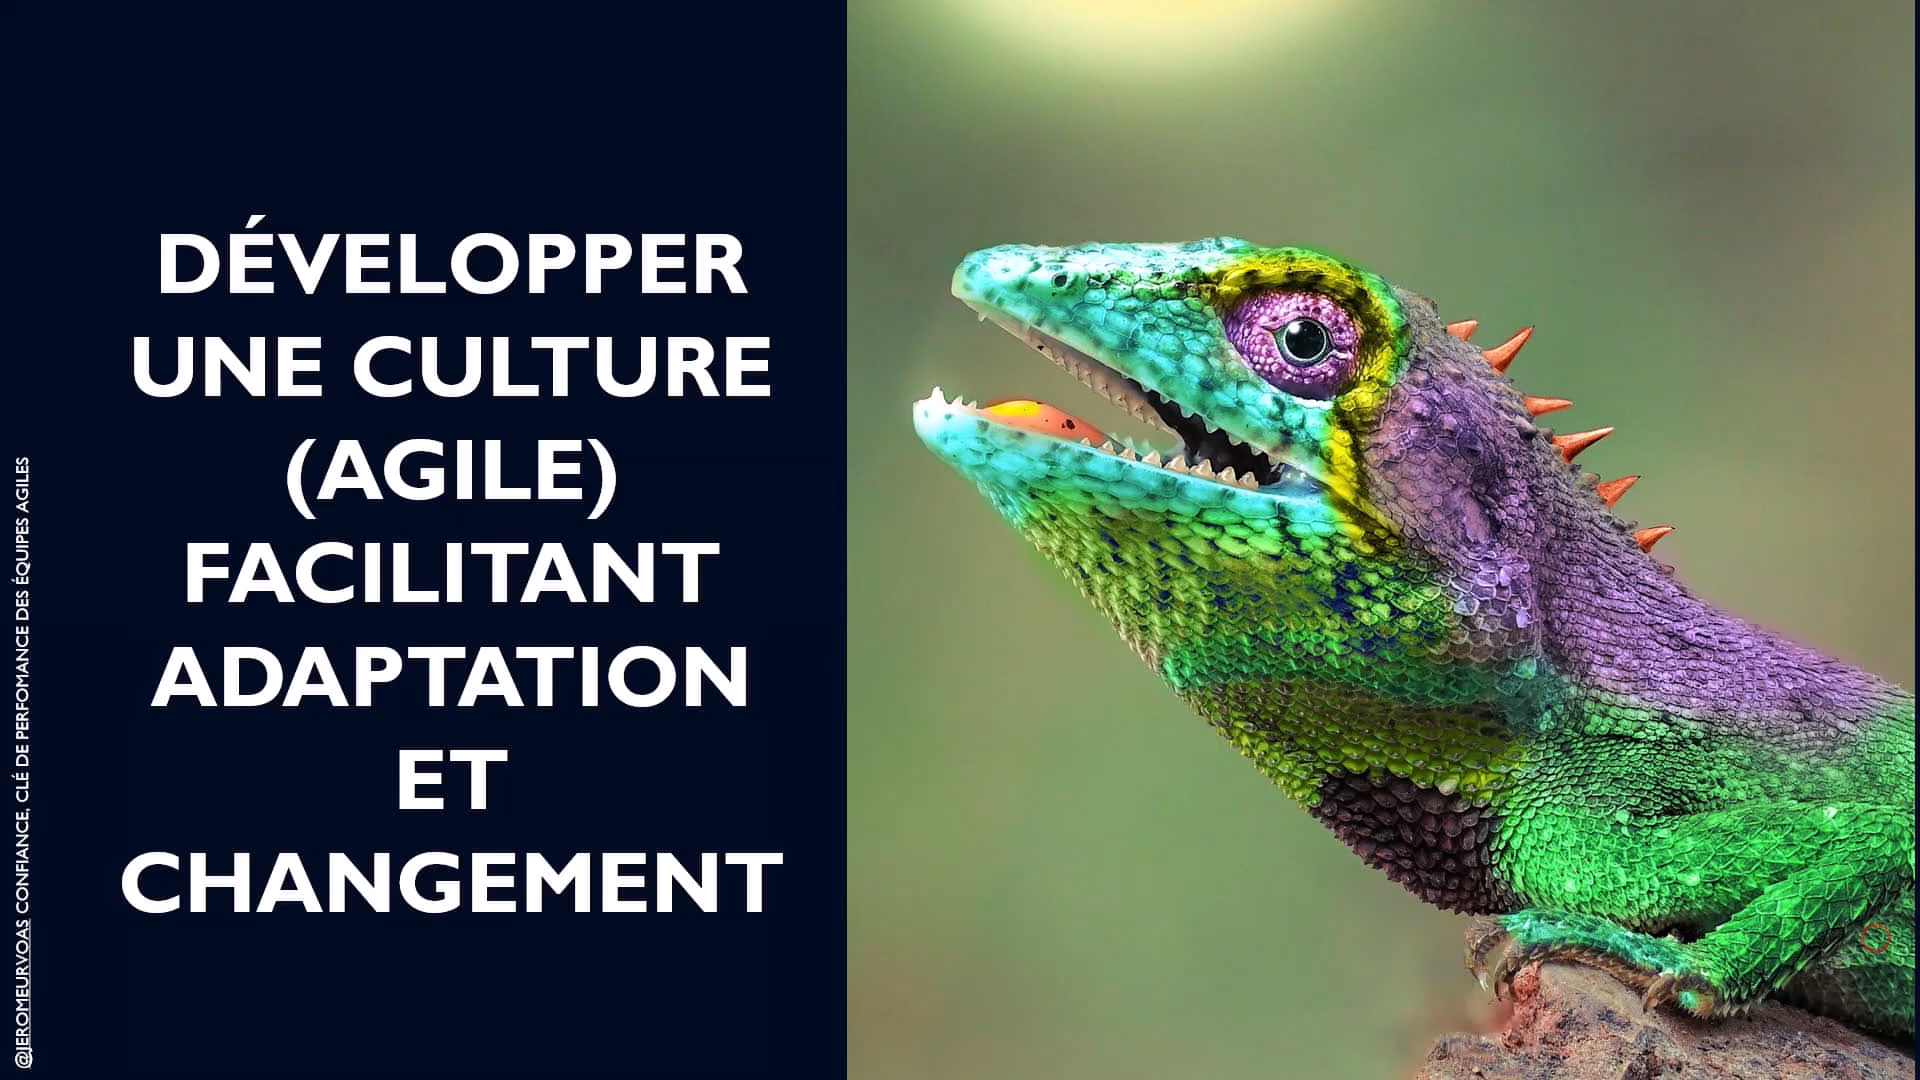 DÉVELOPPER
UNE CULTURE
(AGILE)
FACILITANT
ADAPTATION
ET
CHANGEMENT
@JEROMEURVOAS CONFIANCE, CLÉ DE PERFOMANCE DES ÉQUIPES AGILES